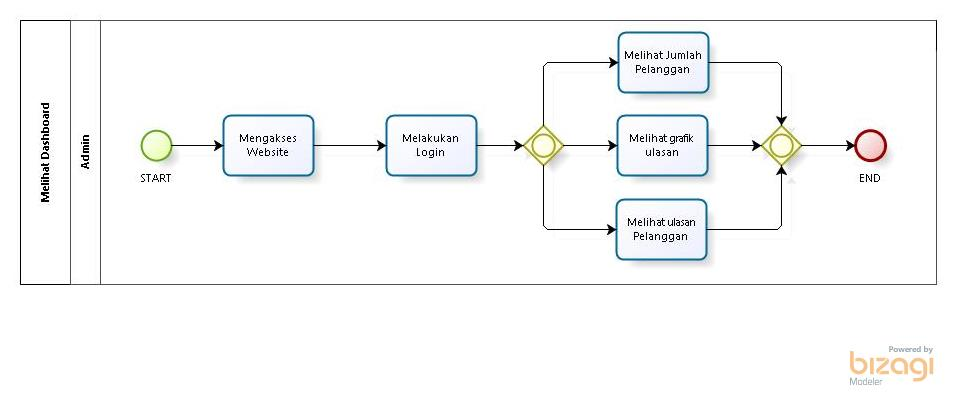 Melihat Dashboard
Admin
START
Mengakses
Website
Melakukan
Login
Melihat Jumlah
Pelanggan
Melihat grafik
ulasan
Melihat ulasan
Pelanggan
END
Powered by
bizagi
Modeler